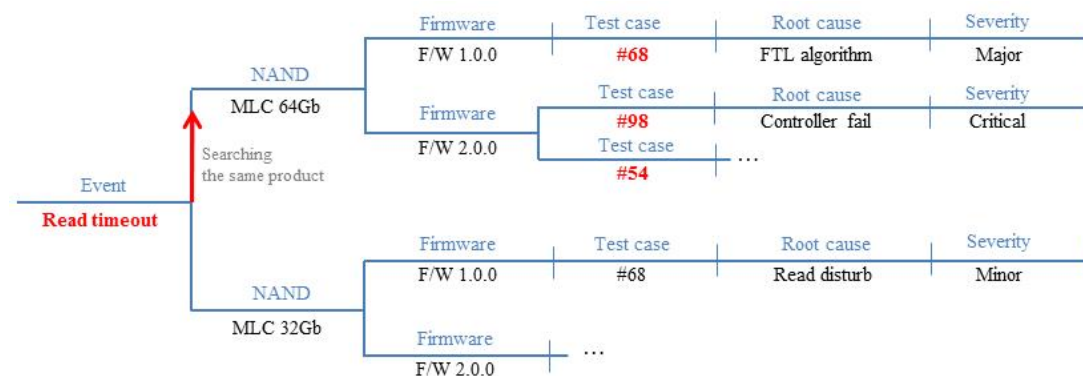 Firmware Test case Root cause Severity
F/W 1.0.0 #68 FTL algorithm Major
NAND
MLC 64Gb
Firmware Test case Root cause Severity
F/W 2.0.0 #98 Controller fail Critical
Test case
#54 …
Searching
the same product
Event
Read timeout
Firmware Test case Root cause Severity
F/W 1.0.0 #68 Read disturb Minor
NAND
MLC 32Gb
Firmware
F/W 2.0.0 …